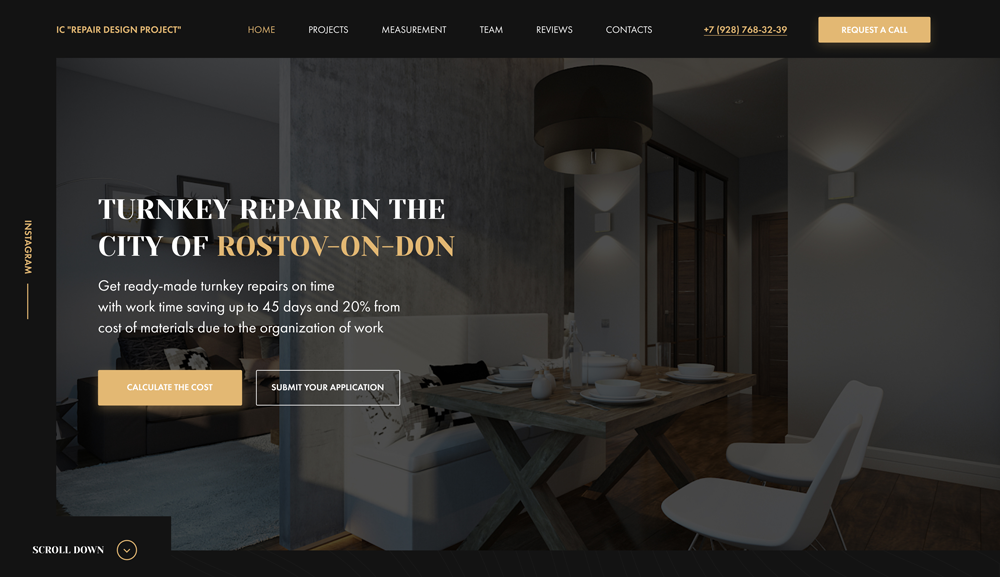 IC "REPAIR DESIGN PROJECT"
HOME
PROJECTS
MEASUREMENT
TEAM
REVIEWS
CONTACTS
+7 (928) 768-32-39
REQUEST A CALL
INSTAGRAM
TURNKEY REPAIR IN THE
CITY OF ROSTOV-ON-DON
Get ready-made turnkey repairs on time
with work time saving up to 45 days and 20% from
cost of materials due to the organization of work
CALCULATE THE COST
SUBMIT YOUR APPLICATION
SCROLL DOWN